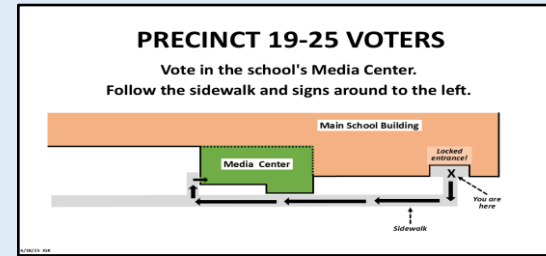 PRECINCT 19-25 VOTERS
Vote in the school's Media Center.
Follow the sidewalk and signs around to the left.
Main School Building
Locked
entrance!
Media Center
X
You are
here
Sidewalk